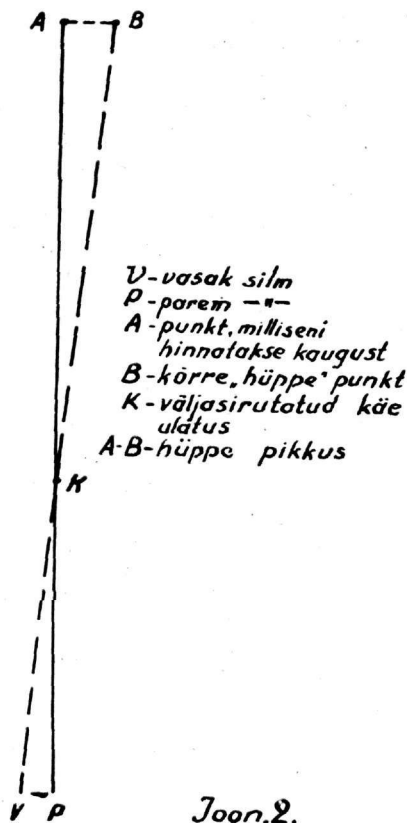 A B
V-vasak silm
P-parem -"-
A-punkt, milliseni
hinnatakse kaugust
B-kõrre „hüppe" punkt
K-väljasirutatud käe
ulatus
A-B-hüppe pikkus
K
V P
Joon.2.